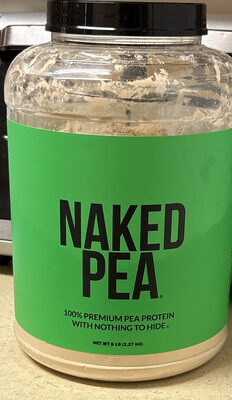 NAKED
PEA®
100% PREMIUM PEA PROTEIN
WITH NOTHING TO HIDE®
NET WT 5 LB (2.27 KG)